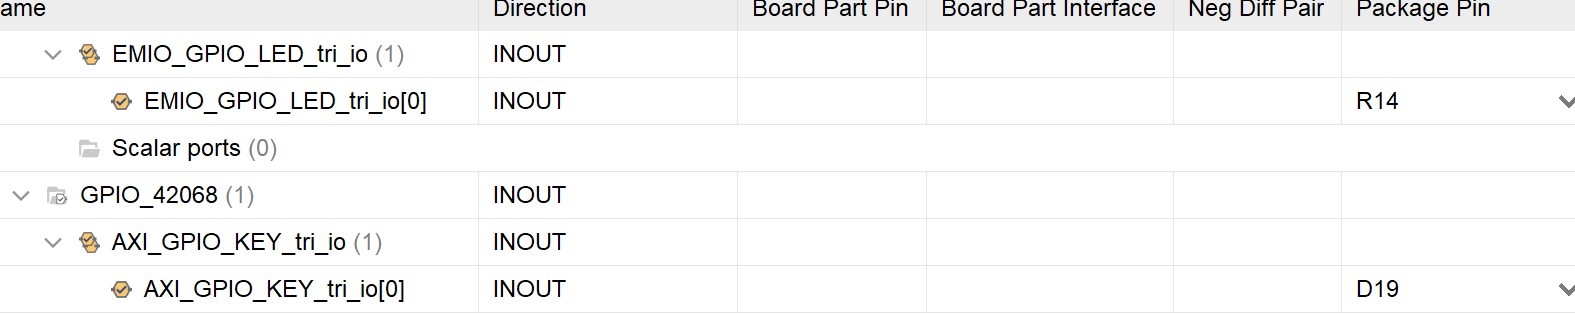 ame Direction Board Part Pin Board Part Interface Neg Diff Pair Package Pin
EMIO_GPIO_LED_tri_io (1) INOUT
EMIO_GPIO_LED_tri_io[0] INOUT R14
Scalar ports (0)
GPIO_42068 (1) INOUT
AXI_GPIO_KEY_tri_io (1) INOUT
AXI_GPIO_KEY_tri_io[0] INOUT D19